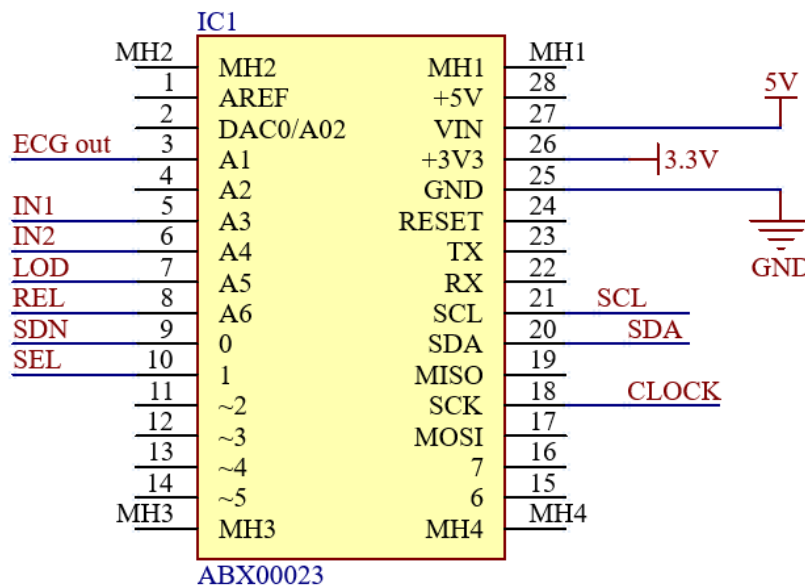 IC1
MH2 MH2 MH1 MH1
1 AREF +5V 28 5V
2 DAC0/A02 VIN 27
ECG out 3 A1 +3V3 26 3.3V
4 A2 GND 25
IN1 5 A3 RESET 24
IN2 6 A4 TX 23 GND
LOD 7 A5 RX 22
REL 8 A6 SCL 21 SCL
SDN 9 0 SDA 20 SDA
SEL 10 1 MISO 19
11 ~2 SCK 18 CLOCK
12 ~3 MOSI 17
13 ~4 7 16
14 ~5 6 15
MH3 MH3 MH4 MH4
ABX00023